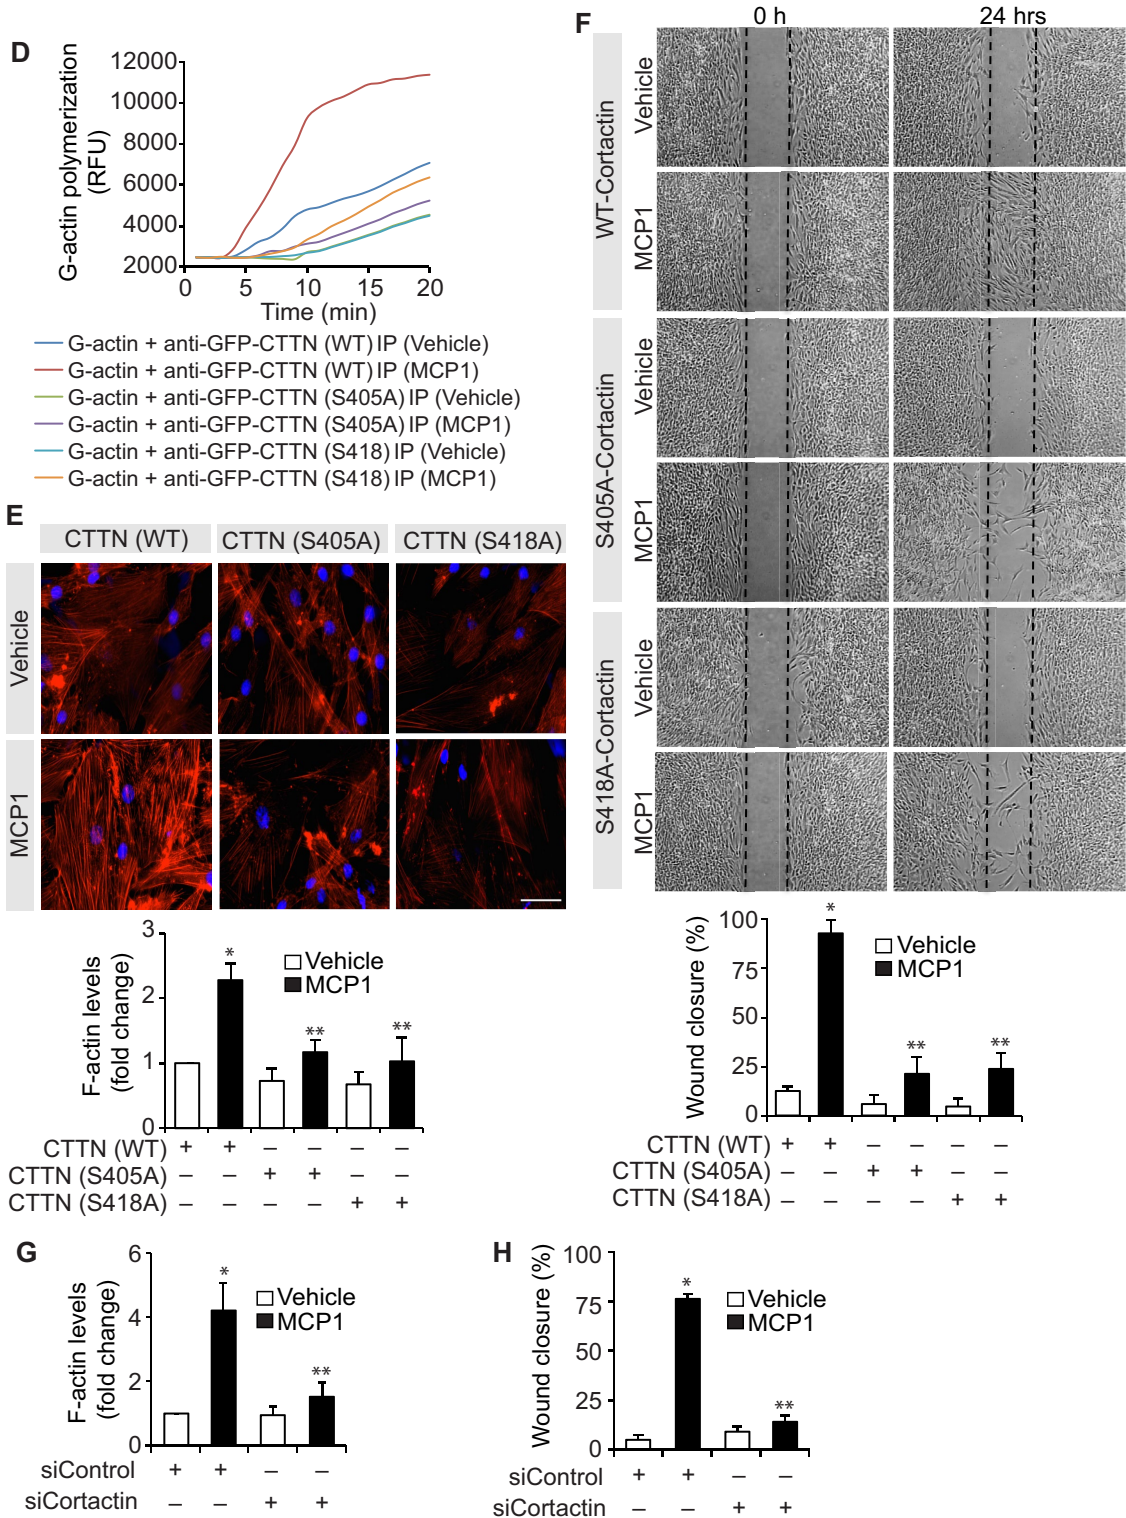 D
G-actin polymerization
(RFU)
12000
10000
8000
6000
4000
2000
0 5 10 15 20
Time (min)
G-actin + anti-GFP-CTTN (WT) IP (Vehicle)
G-actin + anti-GFP-CTTN (WT) IP (MCP1)
G-actin + anti-GFP-CTTN (S405A) IP (Vehicle)
G-actin + anti-GFP-CTTN (S405A) IP (MCP1)
G-actin + anti-GFP-CTTN (S418) IP (Vehicle)
G-actin + anti-GFP-CTTN (S418) IP (MCP1)
E
CTTN (WT) CTTN (S405A) CTTN (S418A)
Vehicle
MCP1
F-actin levels
(fold change)
3
2
1
0
* ** **
Vehicle
MCP1
CTTN (WT) + + – – – –
CTTN (S405A) – – + + – –
CTTN (S418A) – – – – + +
F
0 h 24 hrs
WT-Cortactin
Vehicle
MCP1
S405A-Cortactin
Vehicle
MCP1
S418A-Cortactin
Vehicle
MCP1
Wound closure (%)
100
75
50
25
0
* ** **
Vehicle
MCP1
CTTN (WT) + + – – – –
CTTN (S405A) – – + + – –
CTTN (S418A) – – – – + +
G
F-actin levels
(fold change)
6
4
2
0
* **
Vehicle
MCP1
siControl + + – –
siCortactin – – + +
H
Wound closure (%)
100
75
50
25
0
* **
Vehicle
MCP1
siControl + + – –
siCortactin – – + +